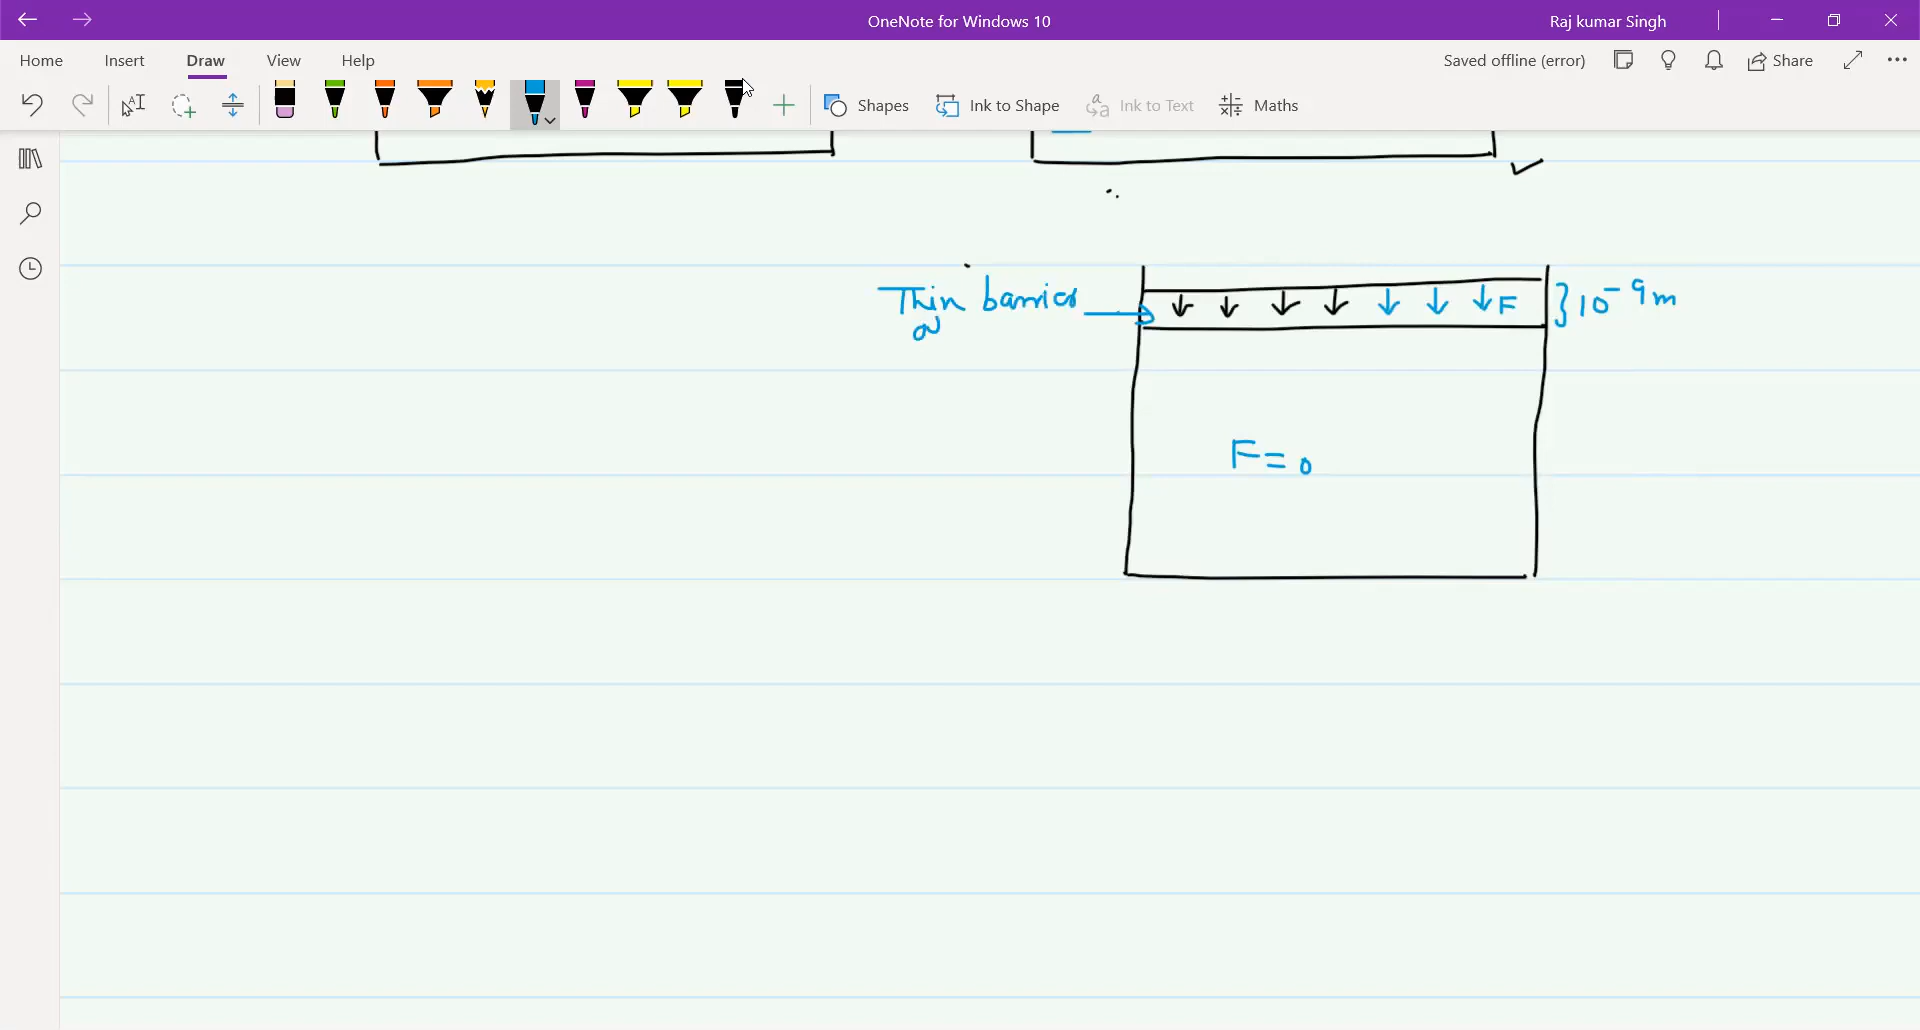 OneNote for Windows 10
Raj kumar Singh
Home Insert Draw View Help
Saved offline (error)
Share
Shapes
Ink to Shape
Ink to Text
Maths
Thin barrier
F
10⁻⁹ m
F = 0